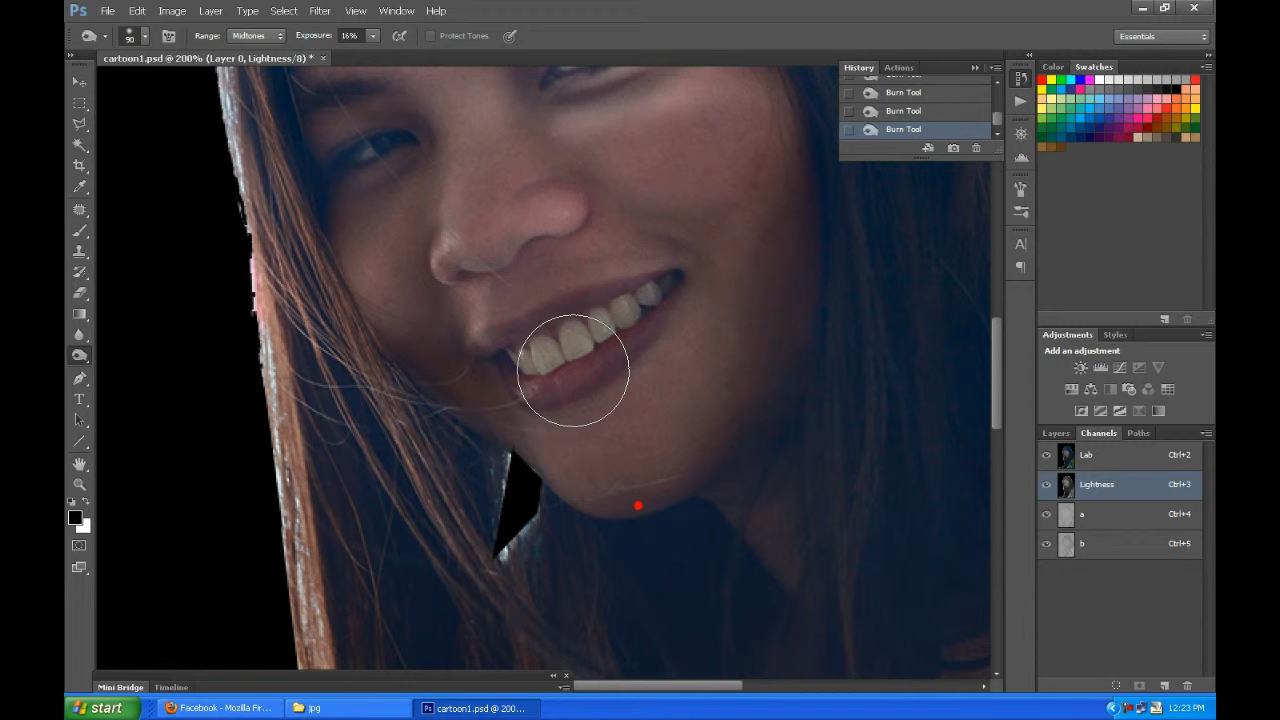 Ps File Edit Image Layer Type Select Filter View Window Help
90 Range: Midtones Exposure: 16% Protect Tones Essentials
cartoon1.psd @ 200% (Layer 0, Lightness/8) * ×
History Actions
Burn Tool
Burn Tool
Burn Tool
Color Swatches
Adjustments Styles
Add an adjustment
Layers Channels Paths
Lab Ctrl+2
Lightness Ctrl+3
a Ctrl+4
b Ctrl+5
Mini Bridge Timeline
start Facebook - Mozilla Fir... jpg cartoon1.psd @ 200... 12:23 PM